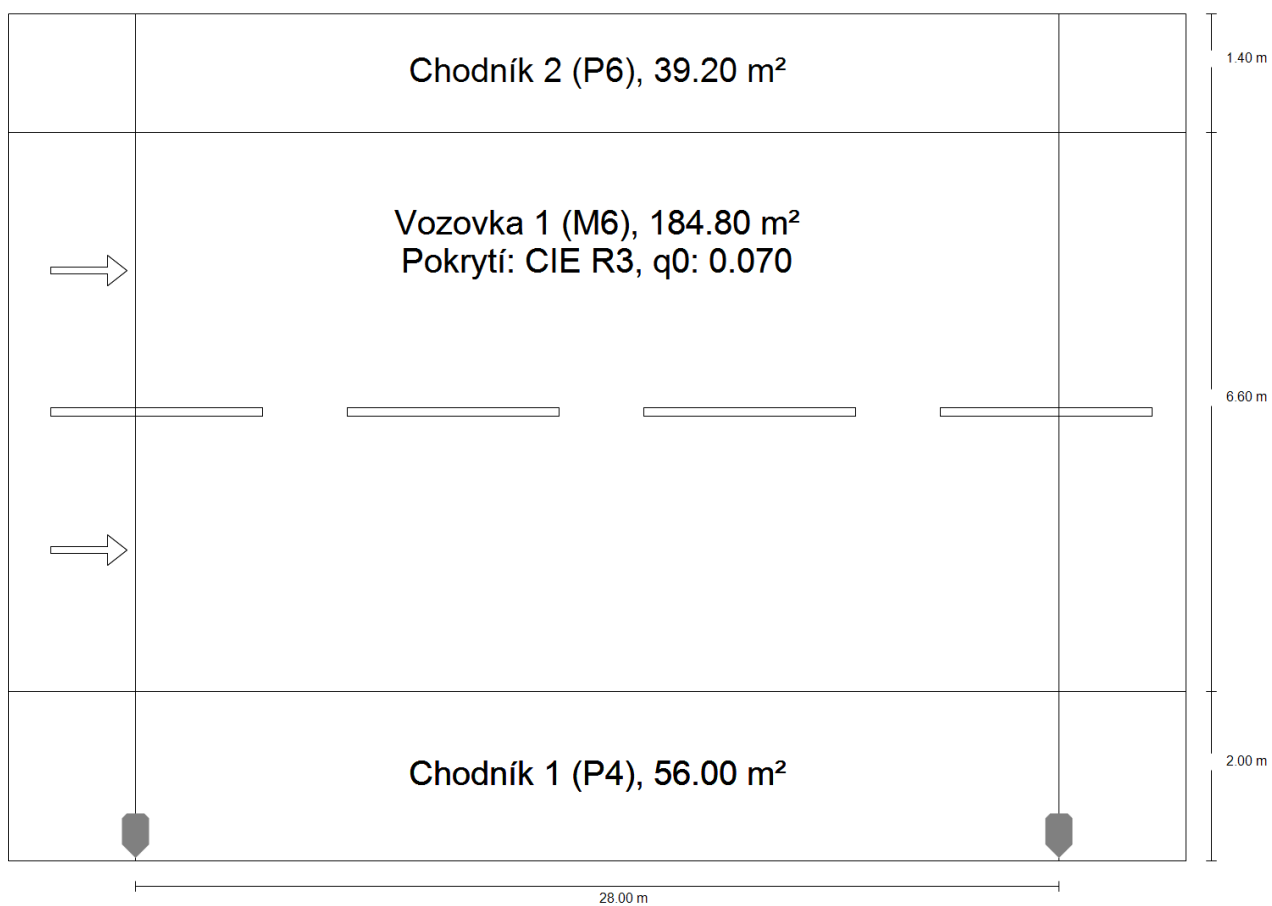 Chodník 2 (P6), 39.20 m²
1.40 m
Vozovka 1 (M6), 184.80 m²
Pokrytí: CIE R3, q0: 0.070
6.60 m
Chodník 1 (P4), 56.00 m²
2.00 m
28.00 m